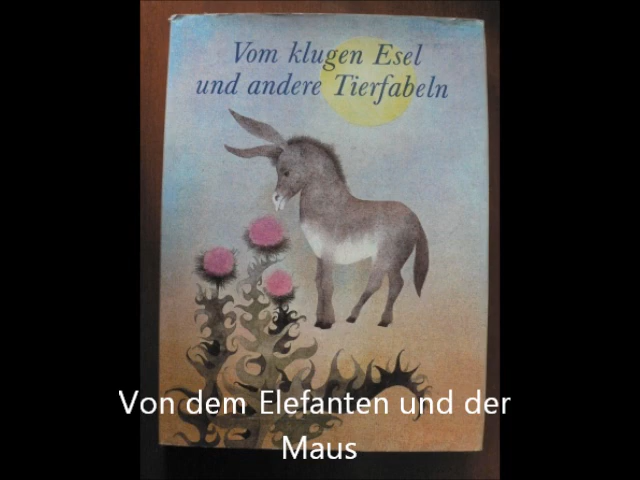 Vom klugen Esel
und andere Tierfabeln
Von dem Elefanten und der
Maus